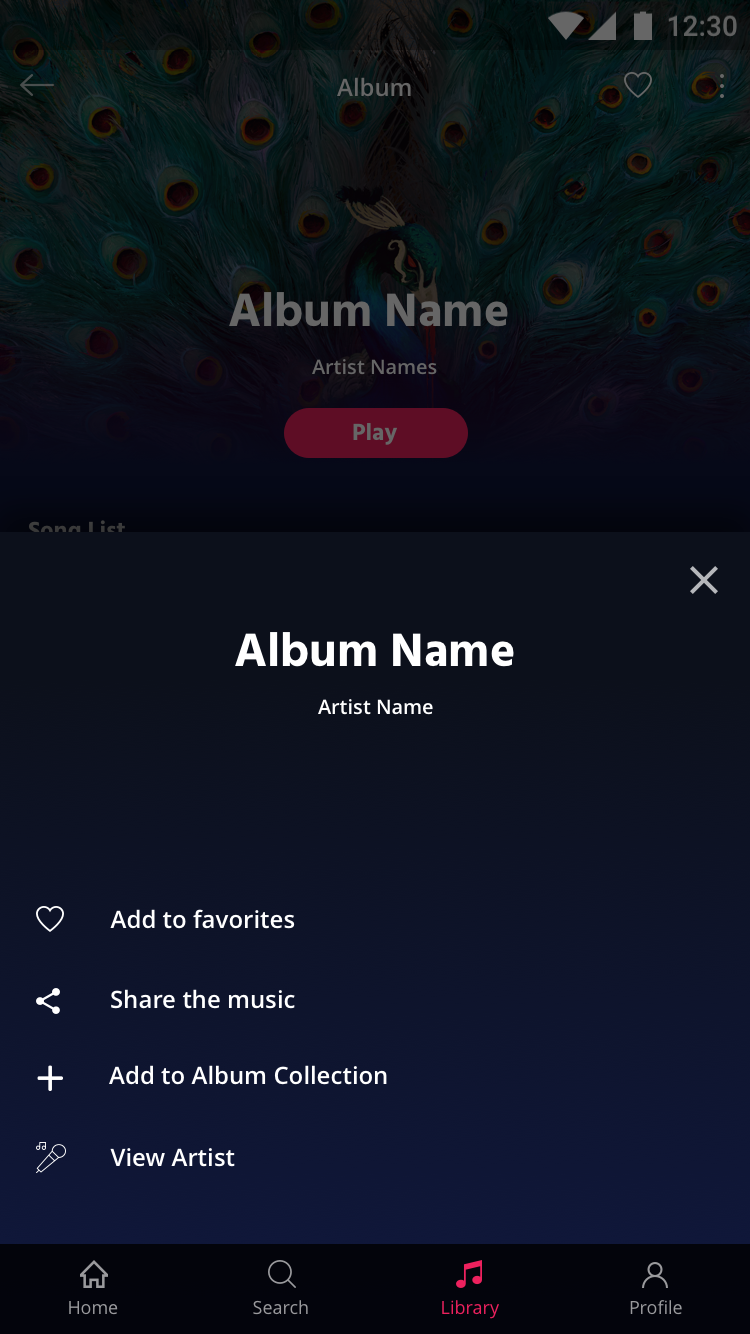 12:30
Album
Album Name
Artist Names
Play
Song List
Album Name
Artist Name
Add to favorites
Share the music
Add to Album Collection
View Artist
Home
Search
Library
Profile